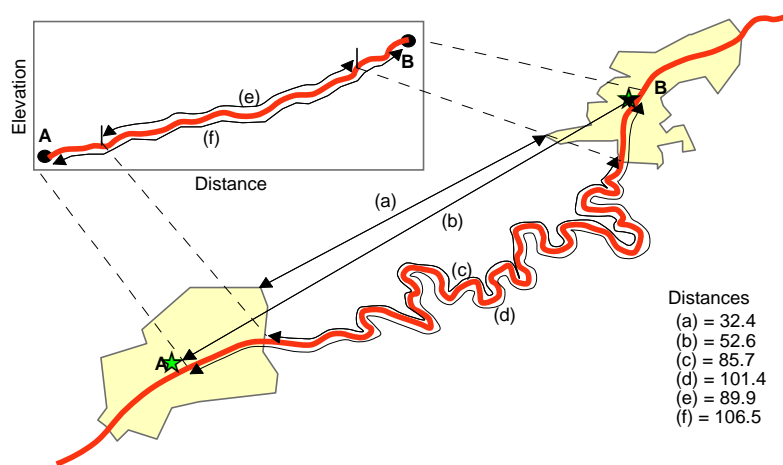 Elevation
A
B
(e)
(f)
Distance
B
(a)
(b)
(c)
(d)
A
Distances
(a) = 32.4
(b) = 52.6
(c) = 85.7
(d) = 101.4
(e) = 89.9
(f) = 106.5